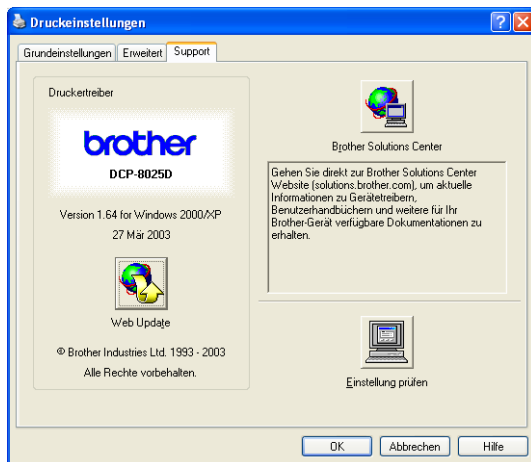 Druckeinstellungen
Grundeinstellungen Erweitert Support
Druckertreiber
brother
DCP-8025D
Version 1.64 for Windows 2000/XP
27 Mär 2003
Web Update
© Brother Industries Ltd. 1993 - 2003
Alle Rechte vorbehalten.
Brother Solutions Center
Gehen Sie direkt zur Brother Solutions Center
Website (solutions.brother.com), um aktuelle
Informationen zu Gerätetreibern,
Benutzerhandbüchern und weitere für Ihr
Brother-Gerät verfügbare Dokumentationen zu
erhalten.
Einstellung prüfen
OK Abbrechen Hilfe